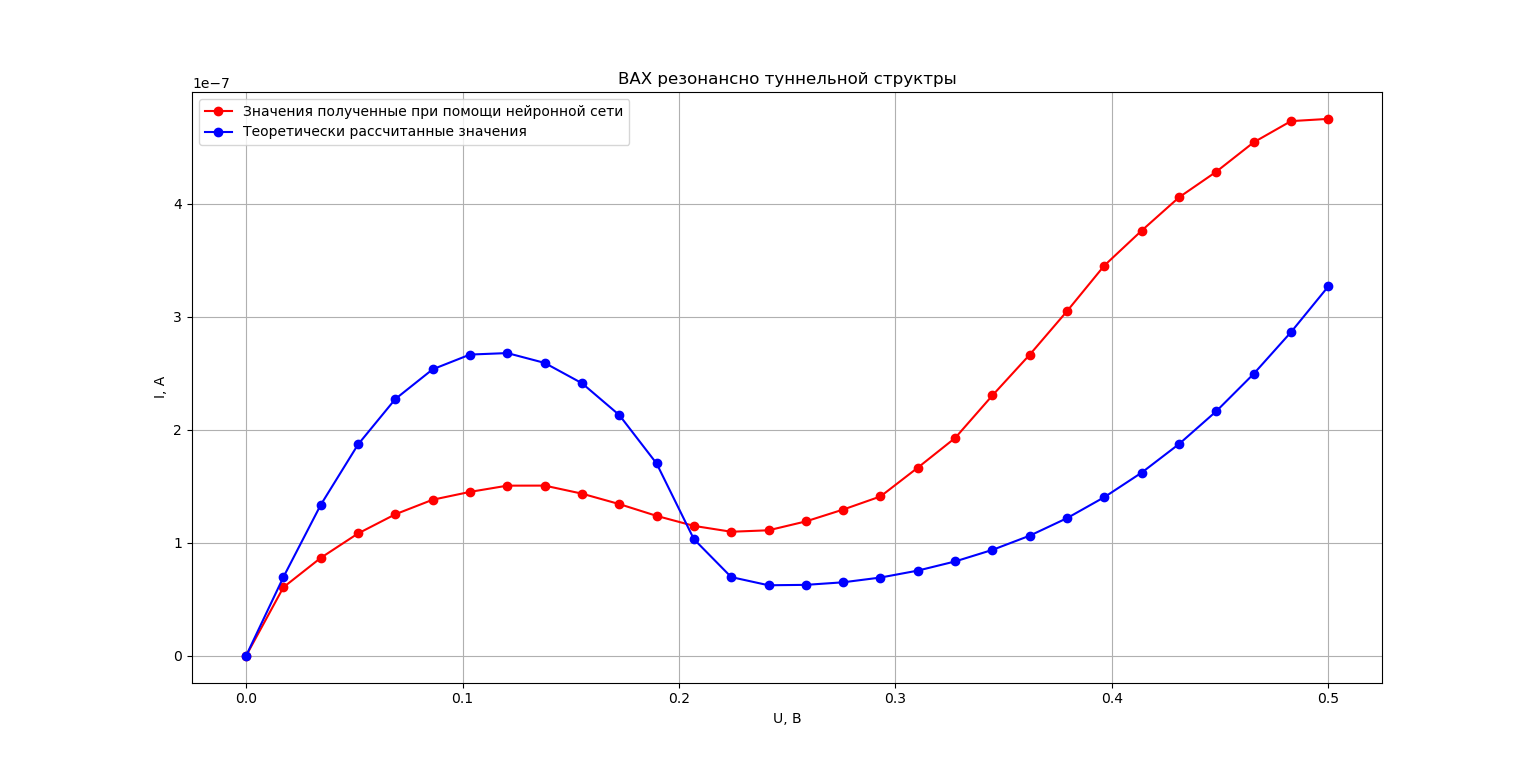 ВАХ резонансно туннельной структры
1e−7
Значения полученные при помощи нейронной сети
Теоретически рассчитанные значения
4
3
2
1
0
I, А
0.0 0.1 0.2 0.3 0.4 0.5
U, В